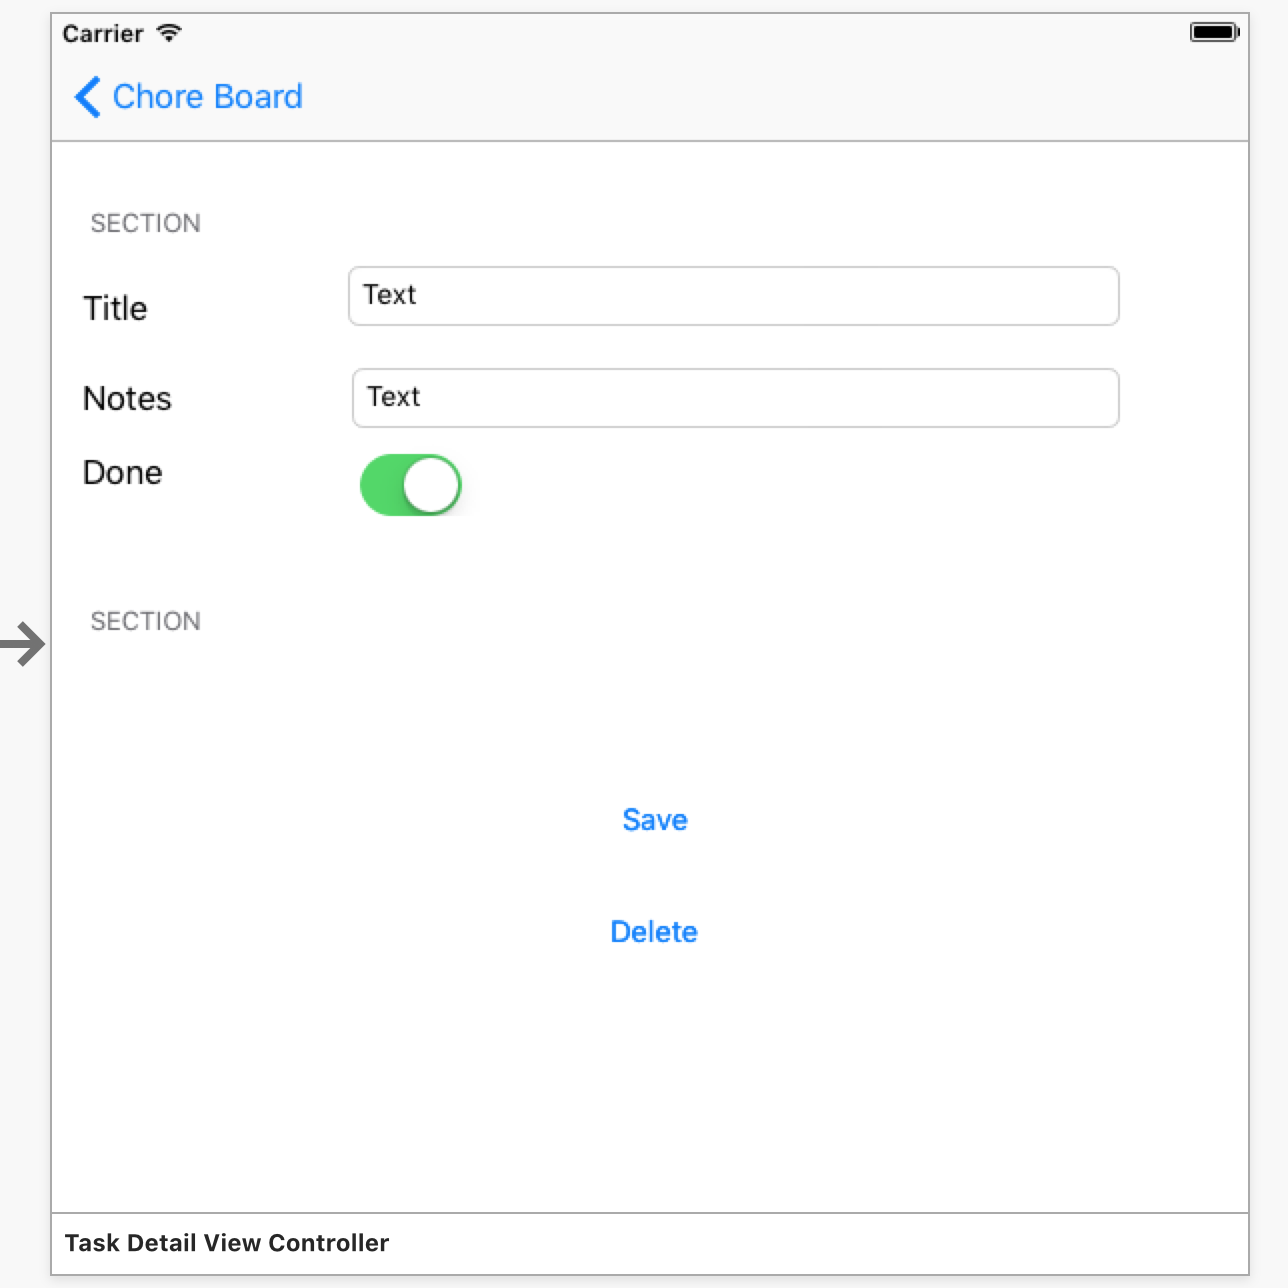 Carrier
Chore Board
SECTION
Title Text
Notes Text
Done
SECTION
Save
Delete
Task Detail View Controller